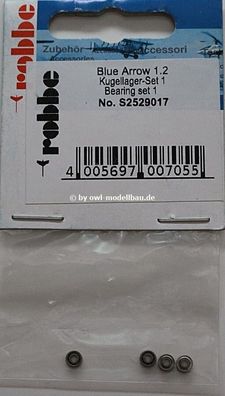 robbe
Zubehör
Accessori
Accessories
Blue Arrow 1.2
Kugellager-Set 1
Bearing set 1
No. S2529017
4 005697 007055
© by owl-modellbau.de